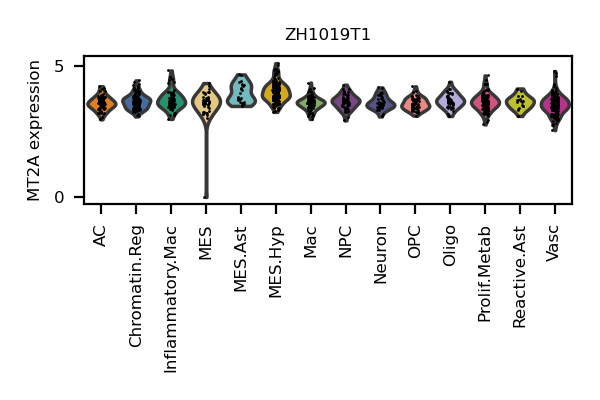 ZH1019T1
MT2A expression
5
0
AC
Chromatin.Reg
Inflammatory.Mac
MES
MES.Ast
MES.Hyp
Mac
NPC
Neuron
OPC
Oligo
Prolif.Metab
Reactive.Ast
Vasc